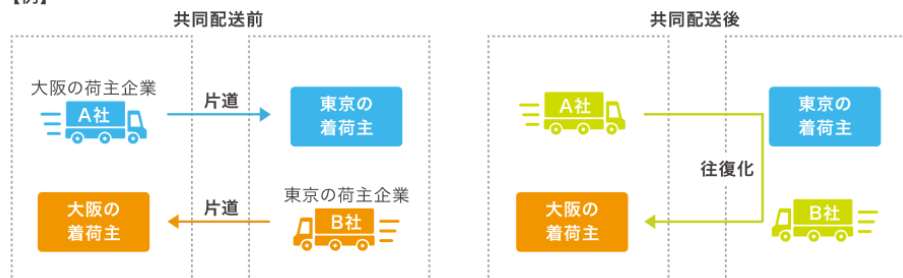 【例】
共同配送前
大阪の荷主企業
A社
片道
東京の
着荷主
大阪の
着荷主
片道
東京の荷主企業
B社
共同配送後
A社
東京の
着荷主
往復化
大阪の
着荷主
B社